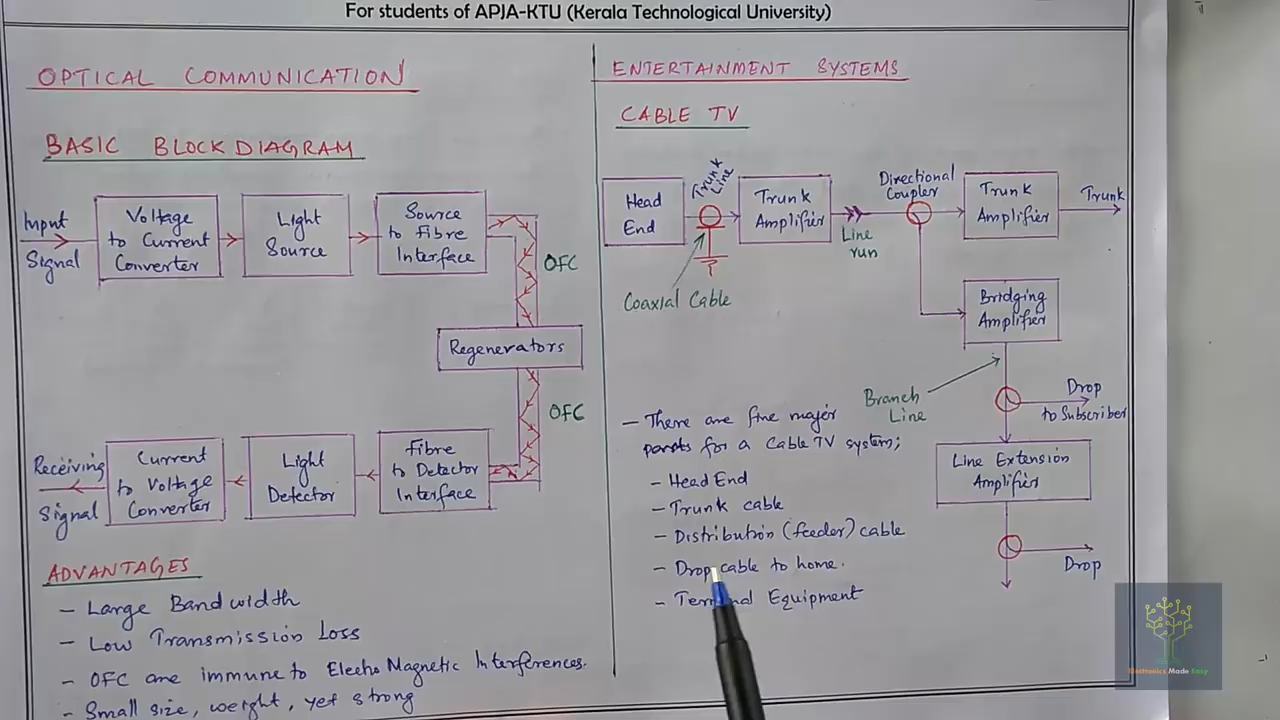 For students of APJA-KTU (Kerala Technological University)
OPTICAL COMMUNICATION
BASIC BLOCK DIAGRAM
Input
Signal
Voltage
to Current
Converter
Light
Source
Source
to Fibre
Interface
OFC
Regenerators
OFC
Fibre
to Detector
Interface
Light
Detector
Current
to Voltage
Converter
Receiving
Signal
ADVANTAGES
- Large Bandwidth
- Low Transmission Loss
- OFC are immune to Electro Magnetic Interferences.
- Small size, weight, yet strong
ENTERTAINMENT SYSTEMS
CABLE TV
Head
End
Trunk
Line
Trunk
Amplifier
Line
run
Directional
Coupler
Trunk
Amplifier
Trunk
Coaxial Cable
Bridging
Amplifier
Branch
Line
Drop
to Subscriber
Line Extension
Amplifier
Drop
- There are five major
parts for a Cable TV system;
- Head End
- Trunk cable
- Distribution (feeder) cable
- Drop cable to home.
- Terminal Equipment
Electronics Made Easy